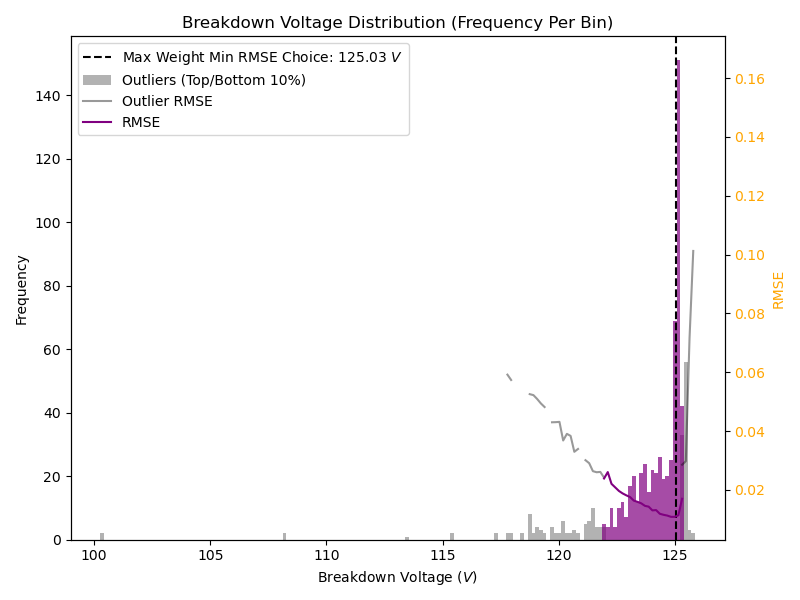 Breakdown Voltage Distribution (Frequency Per Bin)
Max Weight Min RMSE Choice: 125.03 V
Outliers (Top/Bottom 10%)
Outlier RMSE
RMSE
140
120
100
80
60
40
20
0
Frequency
0.16
0.14
0.12
0.10
0.08
0.06
0.04
0.02
RMSE
100 105 110 115 120 125
Breakdown Voltage (V)